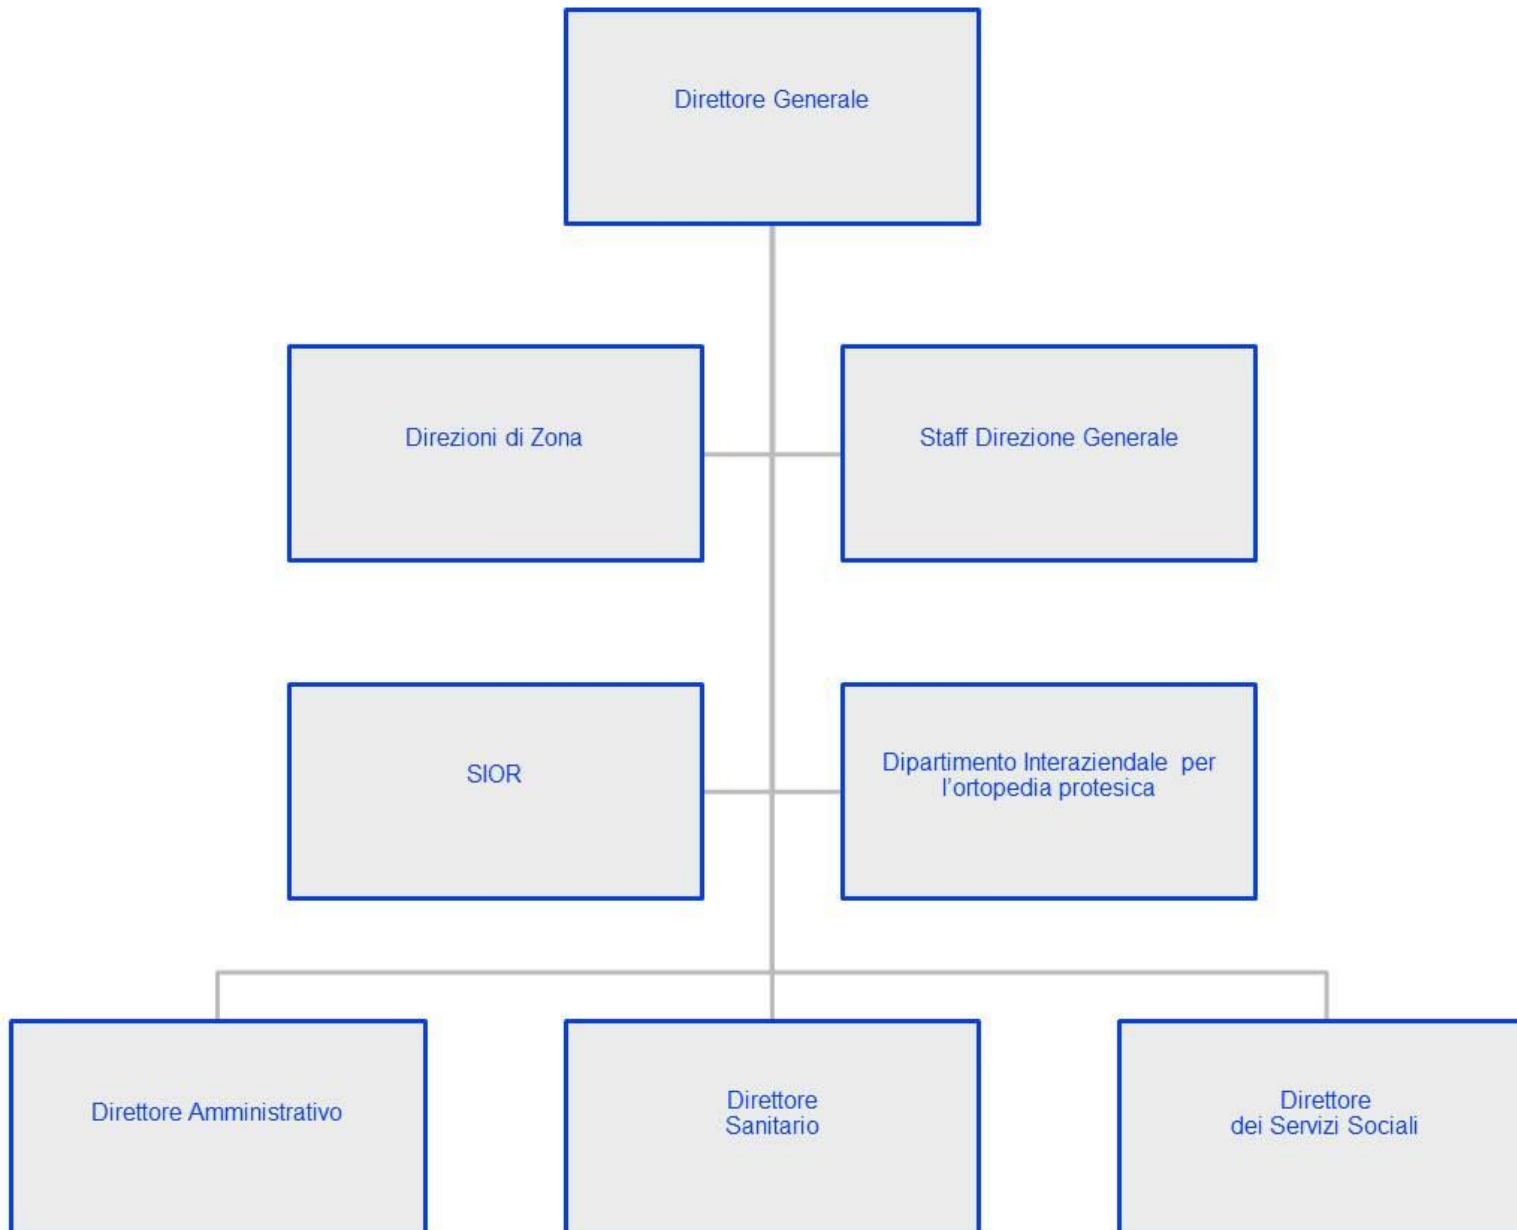 Direttore Generale
Direzioni di Zona
Staff Direzione Generale
SIOR
Dipartimento Interaziendale per
l'ortopedia protesica
Direttore Amministrativo
Direttore
Sanitario
Direttore
dei Servizi Sociali